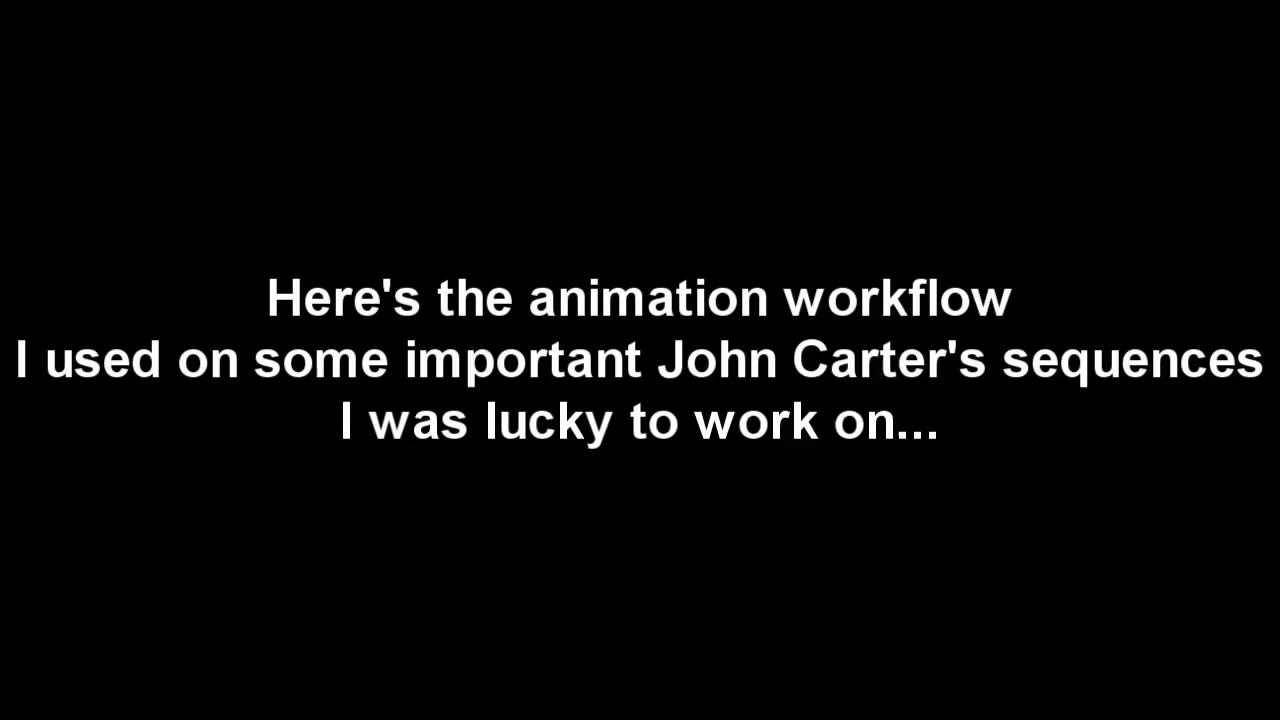 Here's the animation workflow
I used on some important John Carter's sequences
I was lucky to work on...